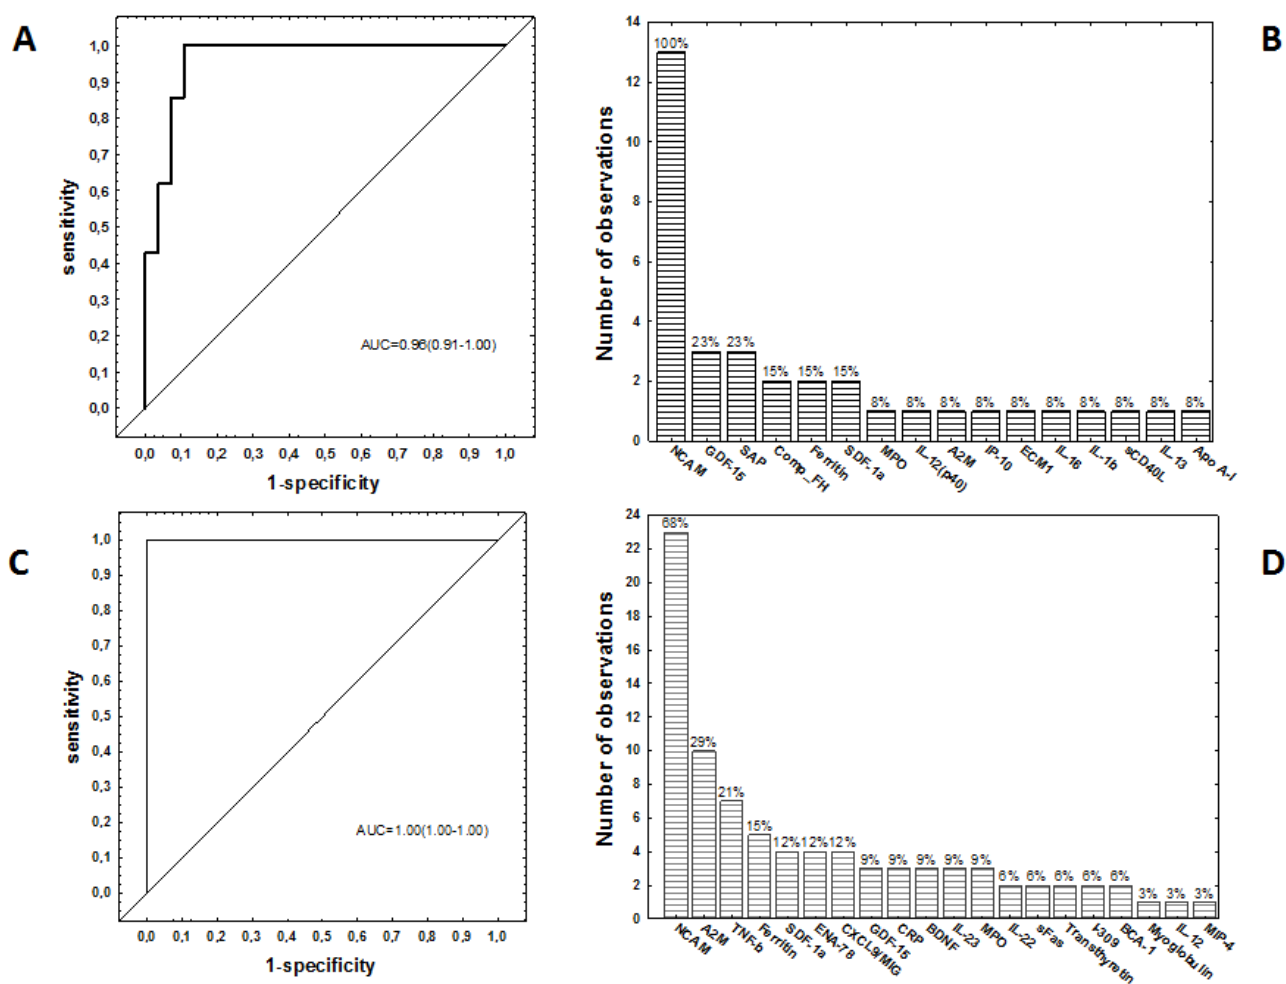 A
sensitivity
1,0
0,9
0,8
0,7
0,6
0,5
0,4
0,3
0,2
0,1
0,0
AUC=0.96(0.91-1.00)
0,0 0,1 0,2 0,3 0,4 0,5 0,6 0,7 0,8 0,9 1,0
1-specificity
B
Number of observations
14
12
10
8
6
4
2
0
100% 23% 23% 15% 15% 15% 8% 8% 8% 8% 8% 8% 8% 8% 8% 8%
NCAM
GDF-15
SAP
Comp_FH
Ferritin
SDF-1a
MPO
IL-12(p40)
A2M
IP-10
ECM1
IL-16
IL-1b
sCD40L
IL-13
Apo A-I
C
sensitivity
1,0
0,9
0,8
0,7
0,6
0,5
0,4
0,3
0,2
0,1
0,0
AUC=1.00(1.00-1.00)
0,0 0,1 0,2 0,3 0,4 0,5 0,6 0,7 0,8 0,9 1,0
1-specificity
D
Number of observations
24
22
20
18
16
14
12
10
8
6
4
2
0
68% 29% 21% 15% 12% 12% 12% 9% 9% 9% 9% 9% 6% 6% 6% 6% 6% 3% 3% 3%
NCAM
A2M
TNF-b
Ferritin
SDF-1a
ENA-78
CXCL9/MIG
GDF-15
CRP
BDNF
IL-23
MPO
IL-22
sFas
Transthyretin
I-309
BCA-1
Myoglobulin
IL-12
MIP-4